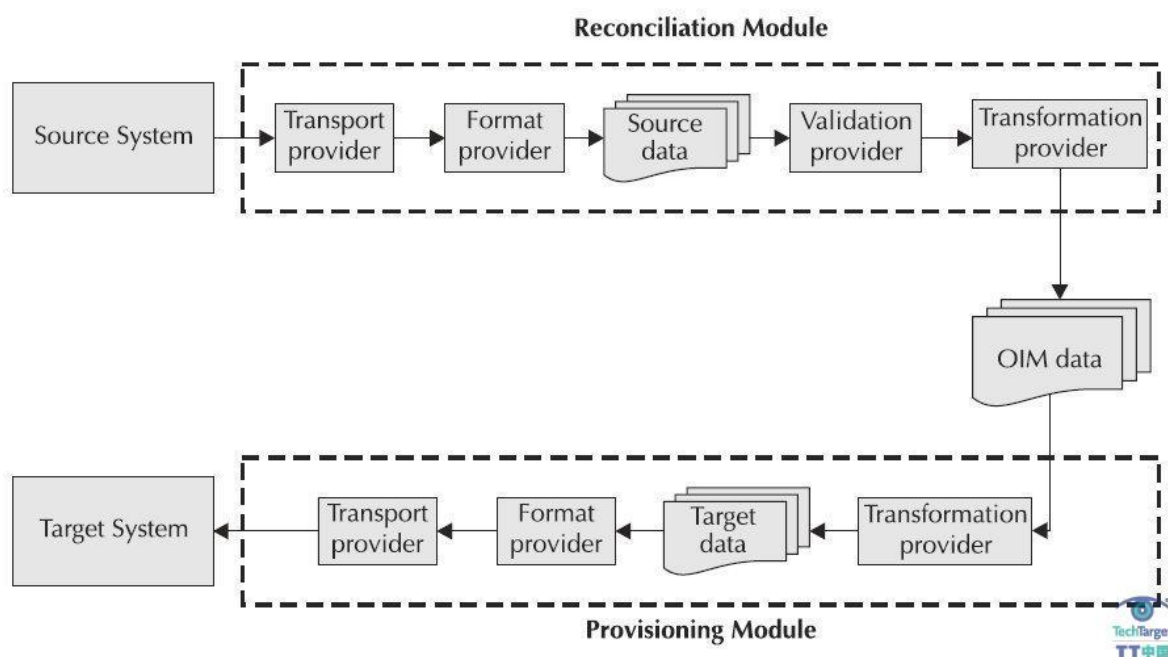 Reconciliation Module
Source System
Transport
provider
Format
provider
Source
data
Validation
provider
Transformation
provider
OIM data
Target System
Transport
provider
Format
provider
Target
data
Transformation
provider
Provisioning Module
TechTarge
TT中国